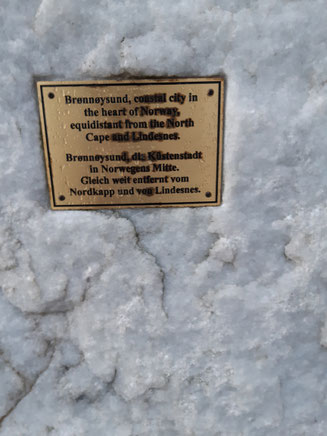 Brønnøysund, coastal city in
the heart of Norway,
equidistant from the North
Cape and Lindesnes.
Brønnøysund, die Küstenstadt
in Norwegens Mitte.
Gleich weit entfernt vom
Nordkapp und von Lindesnes.